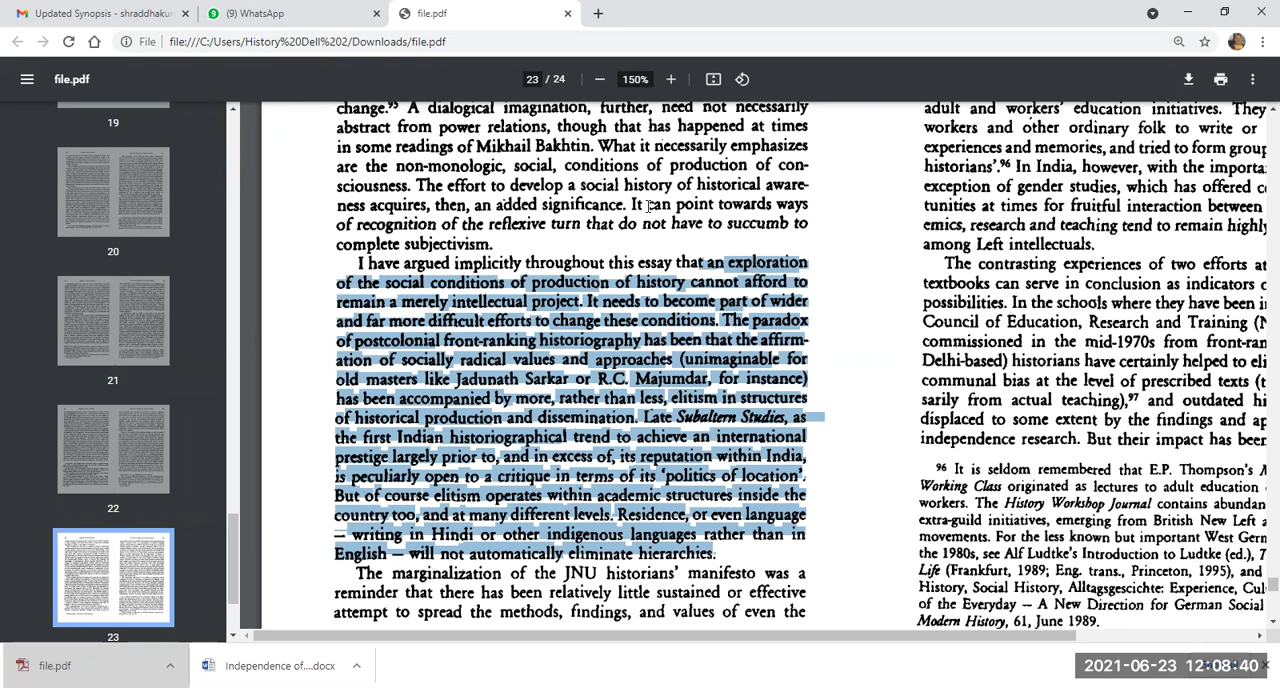 Updated Synopsis - shraddhakur
(9) WhatsApp
file.pdf
File
file:///C:/Users/History%20Dell%202/Downloads/file.pdf
file.pdf
23 / 24
150%
19
20
21
22
23
change.⁹⁵ A dialogical imagination, further, need not necessarily
abstract from power relations, though that has happened at times
in some readings of Mikhail Bakhtin. What it necessarily emphasizes
are the non-monologic, social, conditions of production of con-
sciousness. The effort to develop a social history of historical aware-
ness acquires, then, an added significance. It can point towards ways
of recognition of the reflexive turn that do not have to succumb to
complete subjectivism.
I have argued implicitly throughout this essay that an exploration
of the social conditions of production of history cannot afford to
remain a merely intellectual project. It needs to become part of wider
and far more difficult efforts to change these conditions. The paradox
of postcolonial front-ranking historiography has been that the affirm-
ation of socially radical values and approaches (unimaginable for
old masters like Jadunath Sarkar or R.C. Majumdar, for instance)
has been accompanied by more, rather than less, elitism in structures
of historical production and dissemination. Late Subaltern Studies, as
the first Indian historiographical trend to achieve an international
prestige largely prior to, and in excess of, its reputation within India,
is peculiarly open to a critique in terms of its 'politics of location'.
But of course elitism operates within academic structures inside the
country too, and at many different levels. Residence, or even language
— writing in Hindi or other indigenous languages rather than in
English — will not automatically eliminate hierarchies.
The marginalization of the JNU historians' manifesto was a
reminder that there has been relatively little sustained or effective
attempt to spread the methods, findings, and values of even the
adult and workers' education initiatives. They
workers and other ordinary folk to write or
experiences and memories, and tried to form group
historians'.⁹⁶ In India, however, with the importa
exception of gender studies, which has offered co
tunities at times for fruitful interaction between
emics, research and teaching tend to remain highly
among Left intellectuals.
The contrasting experiences of two efforts at
textbooks can serve in conclusion as indicators o
possibilities. In the schools where they have been i
Council of Education, Research and Training (N
commissioned in the mid-1970s from front-ran
Delhi-based) historians have certainly helped to eli
communal bias at the level of prescribed texts (t
sarily from actual teaching),⁹⁷ and outdated hi
displaced to some extent by the findings and ap
independence research. But their impact has been
⁹⁶ It is seldom remembered that E.P. Thompson's
Working Class originated as lectures to adult education
workers. The History Workshop Journal contains abundan
extra-guild initiatives, emerging from British New Left a
movements. For the less known but important West Germ
the 1980s, see Alf Ludtke's Introduction to Ludtke (ed.),
Life (Frankfurt, 1989; Eng. trans., Princeton, 1995), and
History, Social History, Alltagsgeschichte: Experience, Cul
of the Everyday — A New Direction for German Social
Modern History, 61, June 1989.
file.pdf
Independence of....docx
2021-06-23 12:08:40